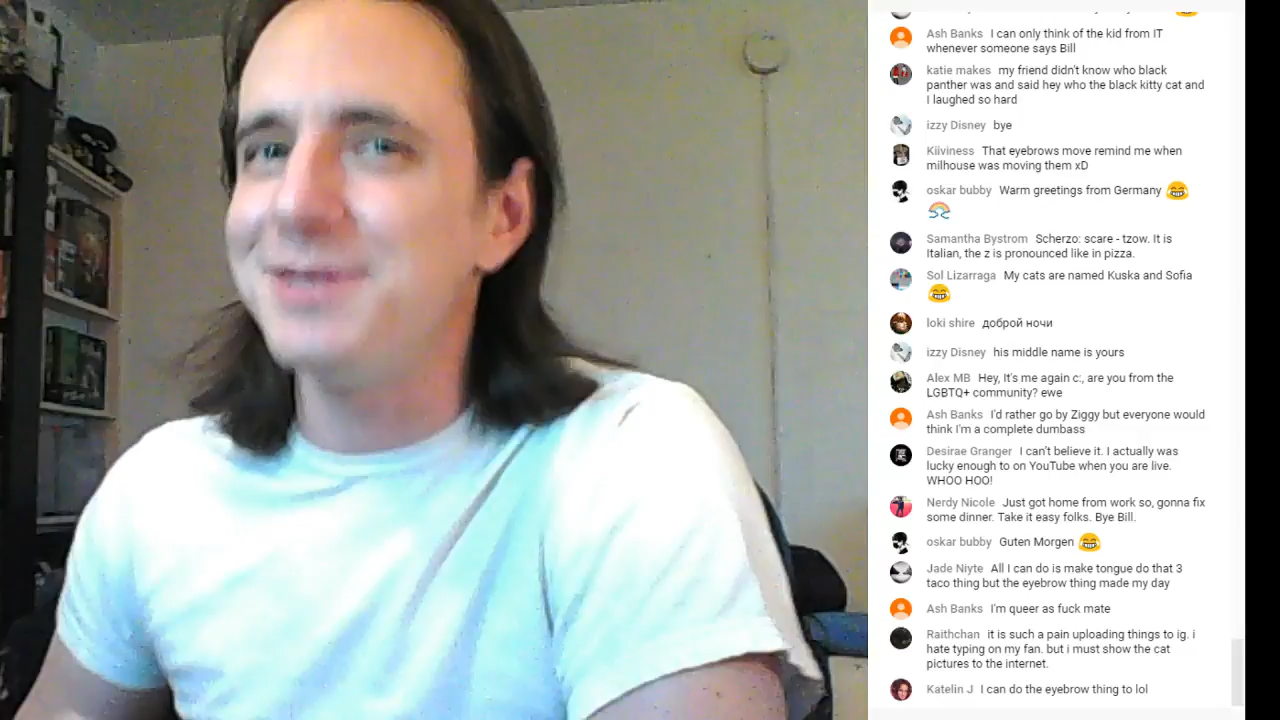 Ash Banks I can only think of the kid from IT
whenever someone says Bill
katie makes my friend didn't know who black
panther was and said hey who the black kitty cat and
I laughed so hard
izzy Disney bye
Kiiviness That eyebrows move remind me when
milhouse was moving them xD
oskar bubby Warm greetings from Germany 😂
🌈
Samantha Bystrom Scherzo: scare - tzow. It is
Italian, the z is pronounced like in pizza.
Sol Lizarraga My cats are named Kuska and Sofia
😂
loki shire доброй ночи
izzy Disney his middle name is yours
Alex MB Hey, It's me again c:, are you from the
LGBTQ+ community? ewe
Ash Banks I'd rather go by Ziggy but everyone would
think I'm a complete dumbass
Desirae Granger I can't believe it. I actually was
lucky enough to on YouTube when you are live.
WHOO HOO!
Nerdy Nicole Just got home from work so, gonna fix
some dinner. Take it easy folks. Bye Bill.
oskar bubby Guten Morgen 😂
Jade Niyte All I can do is make tongue do that 3
taco thing but the eyebrow thing made my day
Ash Banks I'm queer as fuck mate
Raithchan it is such a pain uploading things to ig. i
hate typing on my fan. but i must show the cat
pictures to the internet.
Katelin J I can do the eyebrow thing to lol